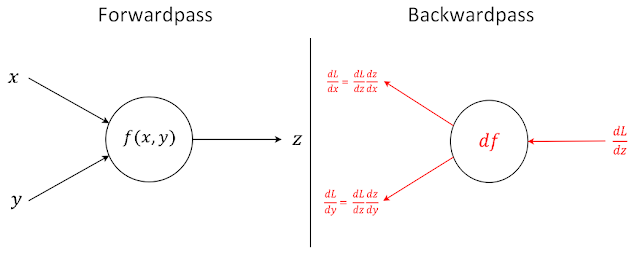 Forwardpass
x
f(x, y)
z
y
Backwardpass
dL/dx = dL/dz dz/dx
df
dL/dz
dL/dy = dL/dz dz/dy